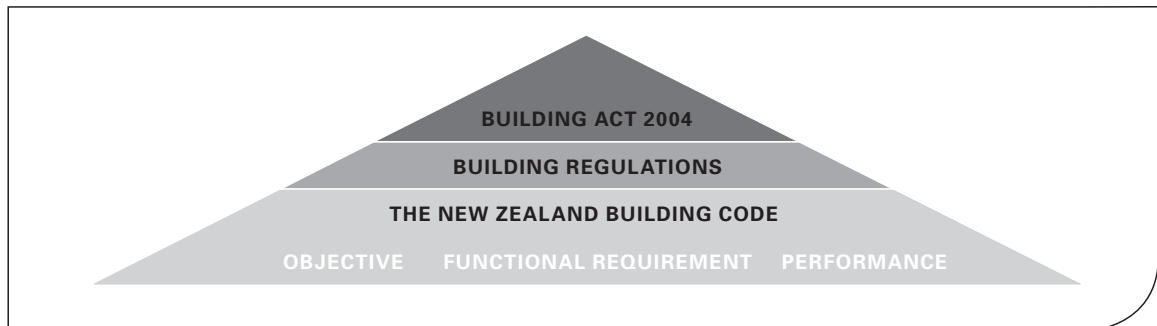 BUILDING ACT 2004
BUILDING REGULATIONS
THE NEW ZEALAND BUILDING CODE
OBJECTIVE FUNCTIONAL REQUIREMENT PERFORMANCE